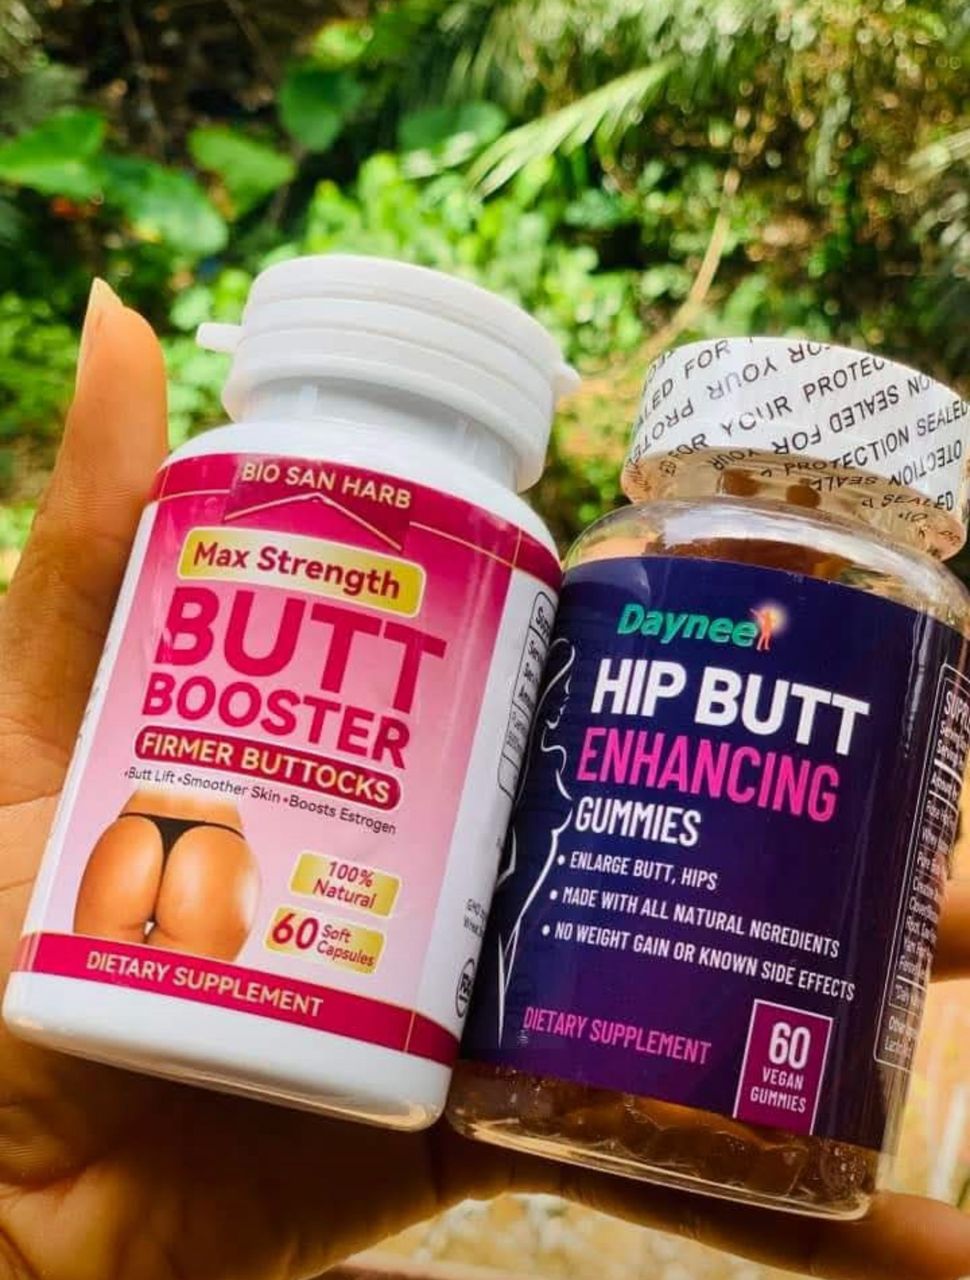 BIO SAN HARB
Max Strength
BUTT
BOOSTER
FIRMER BUTTOCKS
•Butt Lift •Smoother Skin •Boosts Estrogen
100%
Natural
60 Soft
Capsules
DIETARY SUPPLEMENT
FOR YOUR PROTEC
SEALED FOR YOUR
PROTECTION SEALED
Daynee
HIP BUTT
ENHANCING
GUMMIES
• ENLARGE BUTT, HIPS
• MADE WITH ALL NATURAL NGREDIENTS
• NO WEIGHT GAIN OR KNOWN SIDE EFFECTS
DIETARY SUPPLEMENT
60
VEGAN
GUMMIES